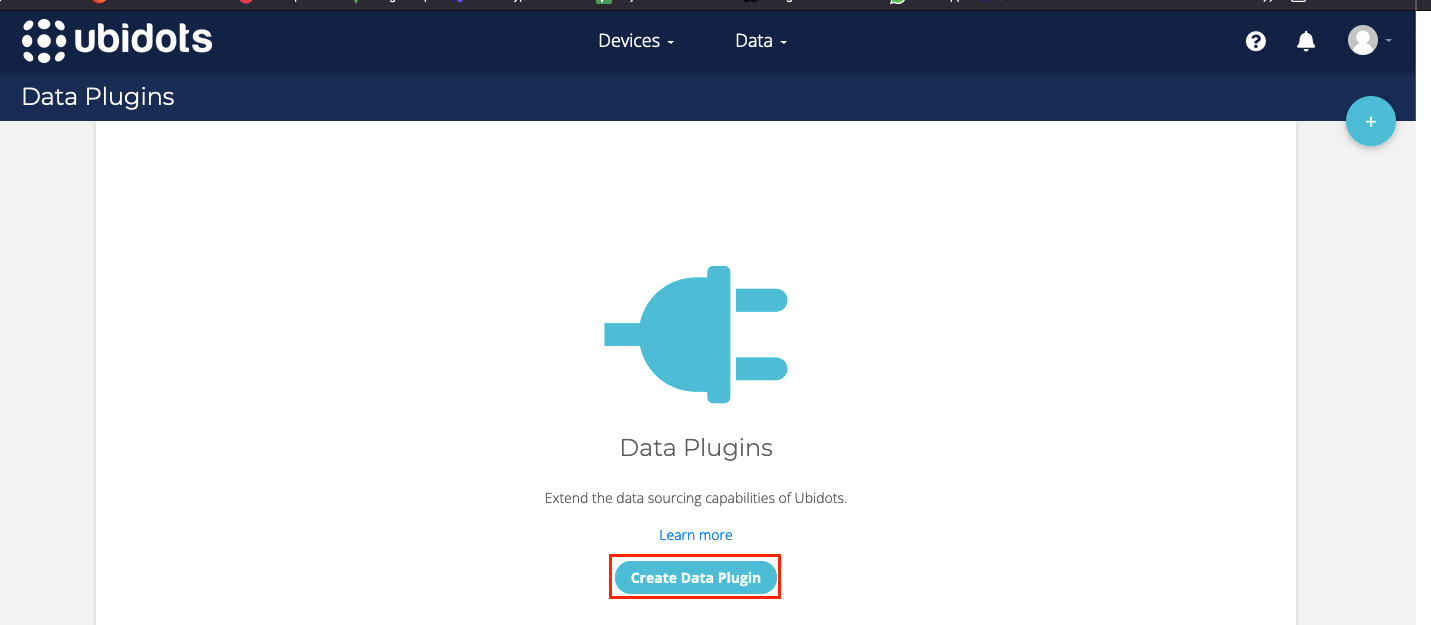 ubidots
Devices
Data
Data Plugins
+
Data Plugins
Extend the data sourcing capabilities of Ubidots.
Learn more
Create Data Plugin